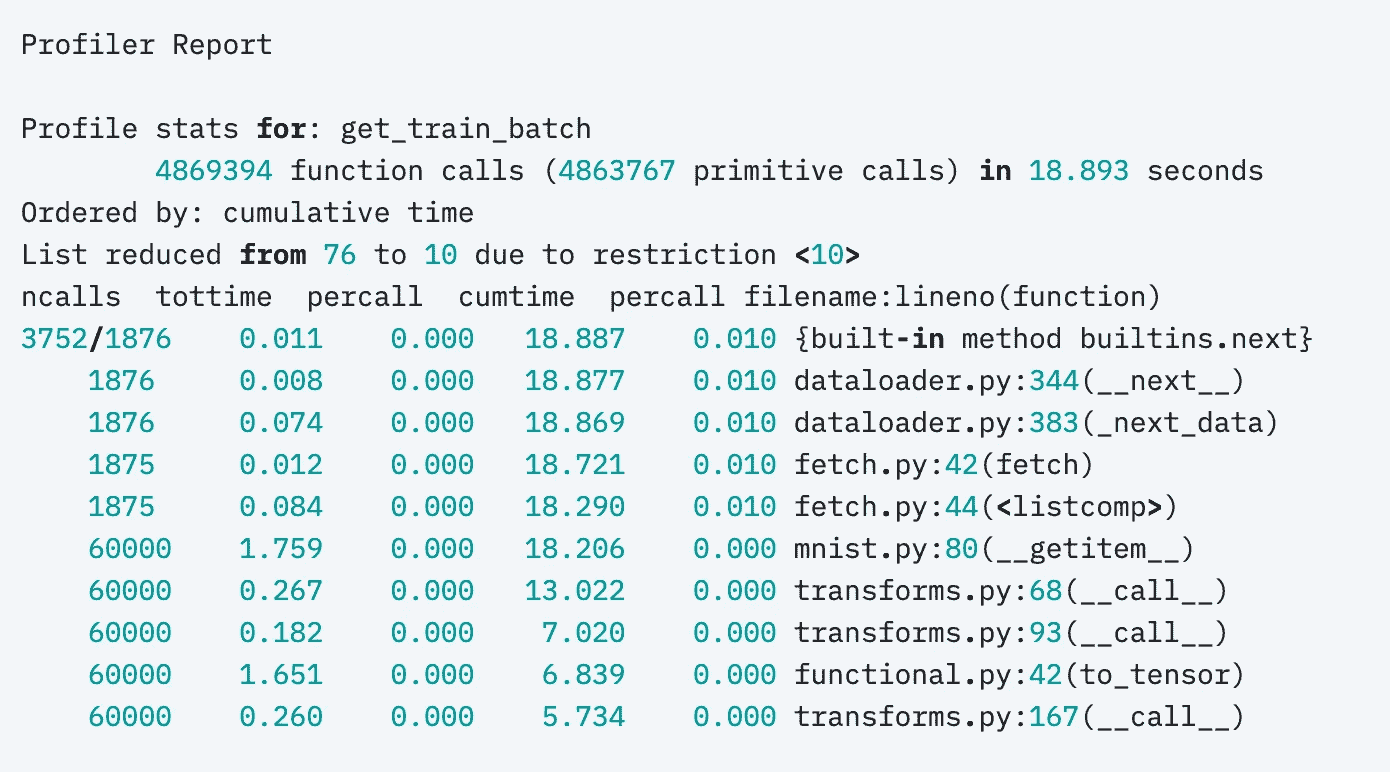 Profiler Report
Profile stats for: get_train_batch
4869394 function calls (4863767 primitive calls) in 18.893 seconds
Ordered by: cumulative time
List reduced from 76 to 10 due to restriction <10>
ncalls  tottime  percall  cumtime  percall filename:lineno(function)
3752/1876    0.011    0.000   18.887    0.010 {built-in method builtins.next}
1876     0.008    0.000   18.877    0.010 dataloader.py:344(__next__)
1876     0.074    0.000   18.869    0.010 dataloader.py:383(_next_data)
1875     0.012    0.000   18.721    0.010 fetch.py:42(fetch)
1875     0.084    0.000   18.290    0.010 fetch.py:44(<listcomp>)
60000    1.759    0.000   18.206    0.000 mnist.py:80(__getitem__)
60000    0.267    0.000   13.022    0.000 transforms.py:68(__call__)
60000    0.182    0.000    7.020    0.000 transforms.py:93(__call__)
60000    1.651    0.000    6.839    0.000 functional.py:42(to_tensor)
60000    0.260    0.000    5.734    0.000 transforms.py:167(__call__)